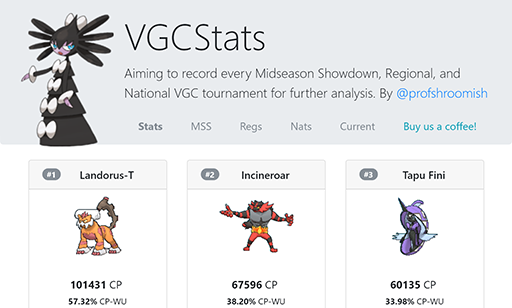 VGCStats
Aiming to record every Midseason Showdown, Regional, and
National VGC tournament for further analysis. By @profshroomish
Stats MSS Regs Nats Current Buy us a coffee!
#1 Landorus-T #2 Incineroar #3 Tapu Fini
101431 CP 67596 CP 60135 CP
57.32% CP-WU 38.20% CP-WU 33.98% CP-WU